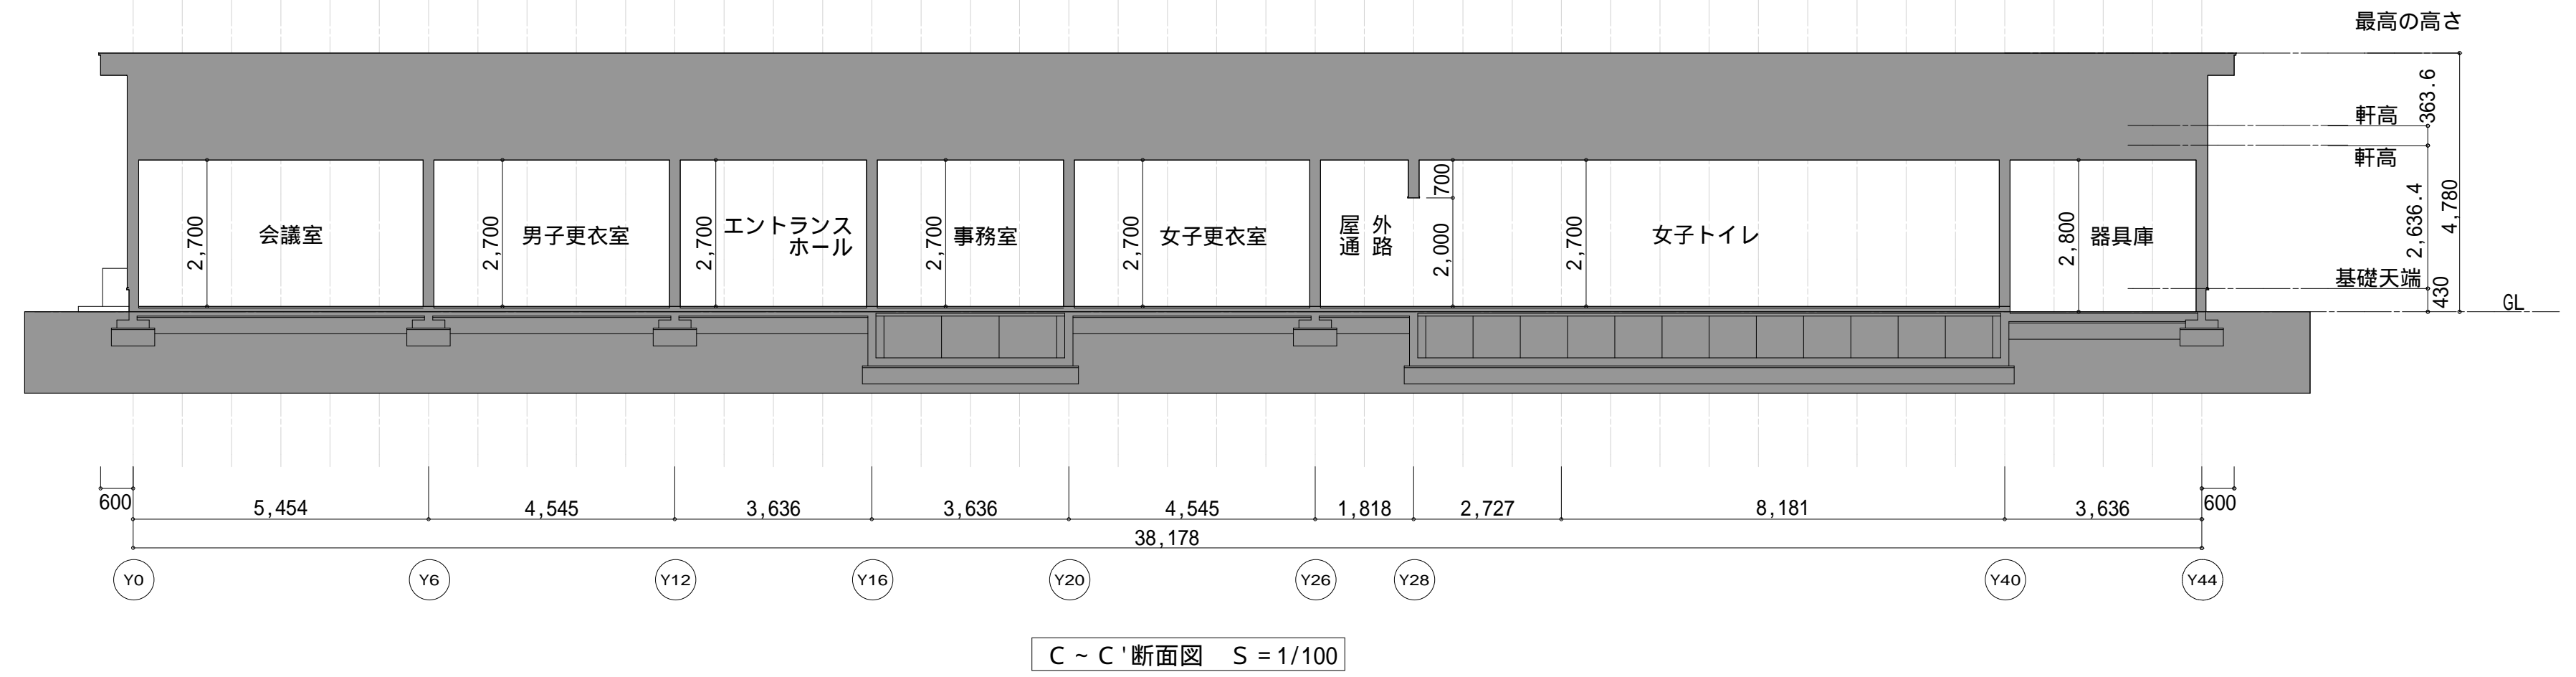 最高の高さ
363.6
軒高
軒高
2,636.4
4,780
基礎天端
430
GL
2,700
会議室
2,700
男子更衣室
2,700
エントランス
ホール
2,700
事務室
2,700
女子更衣室
屋 外
通 路
700
2,000
2,700
女子トイレ
2,800
器具庫
600
5,454
4,545
3,636
3,636
4,545
1,818
2,727
8,181
3,636
600
38,178
Y0
Y6
Y12
Y16
Y20
Y26
Y28
Y40
Y44
C ~ C'断面図 S=1/100